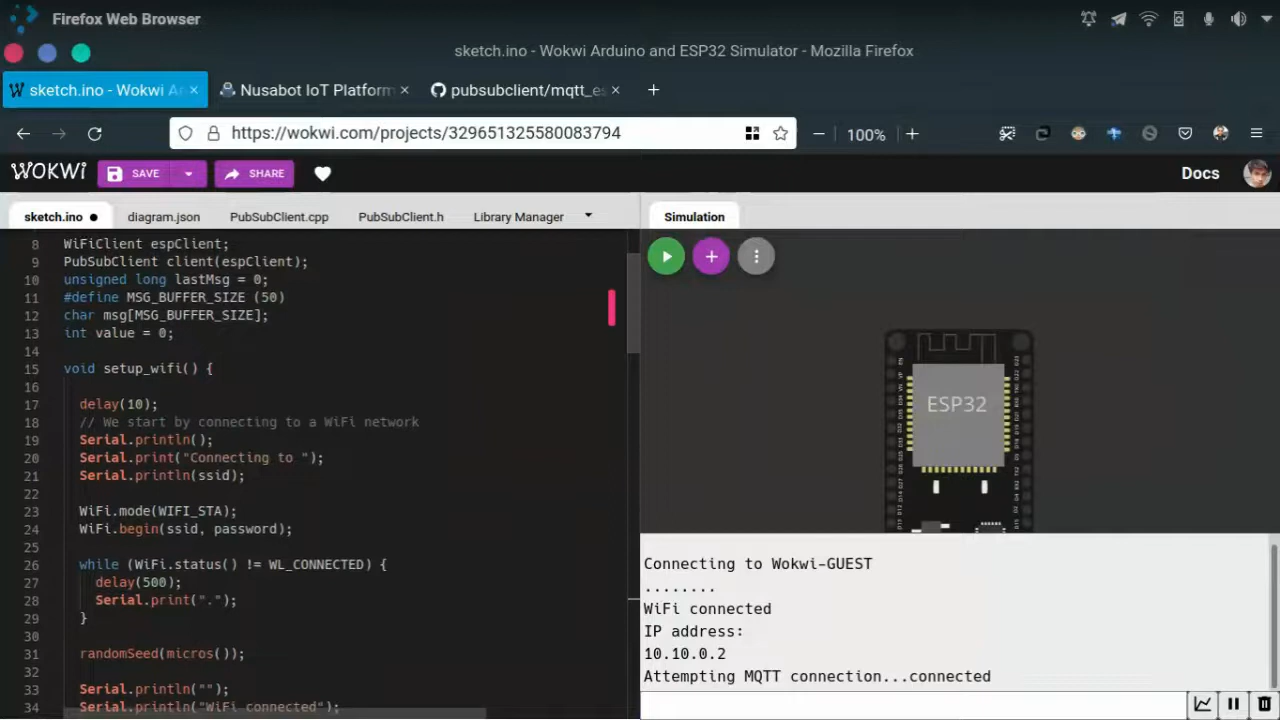 Firefox Web Browser
sketch.ino - Wokwi Arduino and ESP32 Simulator - Mozilla Firefox
sketch.ino - Wokwi A
Nusabot IoT Platform
pubsubclient/mqtt_es
https://wokwi.com/projects/329651325580083794
100%
WOKWi
SAVE
SHARE
Docs
sketch.ino
diagram.json
PubSubClient.cpp
PubSubClient.h
Library Manager
Simulation
8 WiFiClient espClient;
9 PubSubClient client(espClient);
10 unsigned long lastMsg = 0;
11 #define MSG_BUFFER_SIZE (50)
12 char msg[MSG_BUFFER_SIZE];
13 int value = 0;
14
15 void setup_wifi() {
16
17 delay(10);
18 // We start by connecting to a WiFi network
19 Serial.println();
20 Serial.print("Connecting to ");
21 Serial.println(ssid);
22
23 WiFi.mode(WIFI_STA);
24 WiFi.begin(ssid, password);
25
26 while (WiFi.status() != WL_CONNECTED) {
27 delay(500);
28 Serial.print(".");
29 }
30
31 randomSeed(micros());
32
33 Serial.println("");
34 Serial.println("WiFi connected");
ESP32
Connecting to Wokwi-GUEST
........
WiFi connected
IP address:
10.10.0.2
Attempting MQTT connection...connected